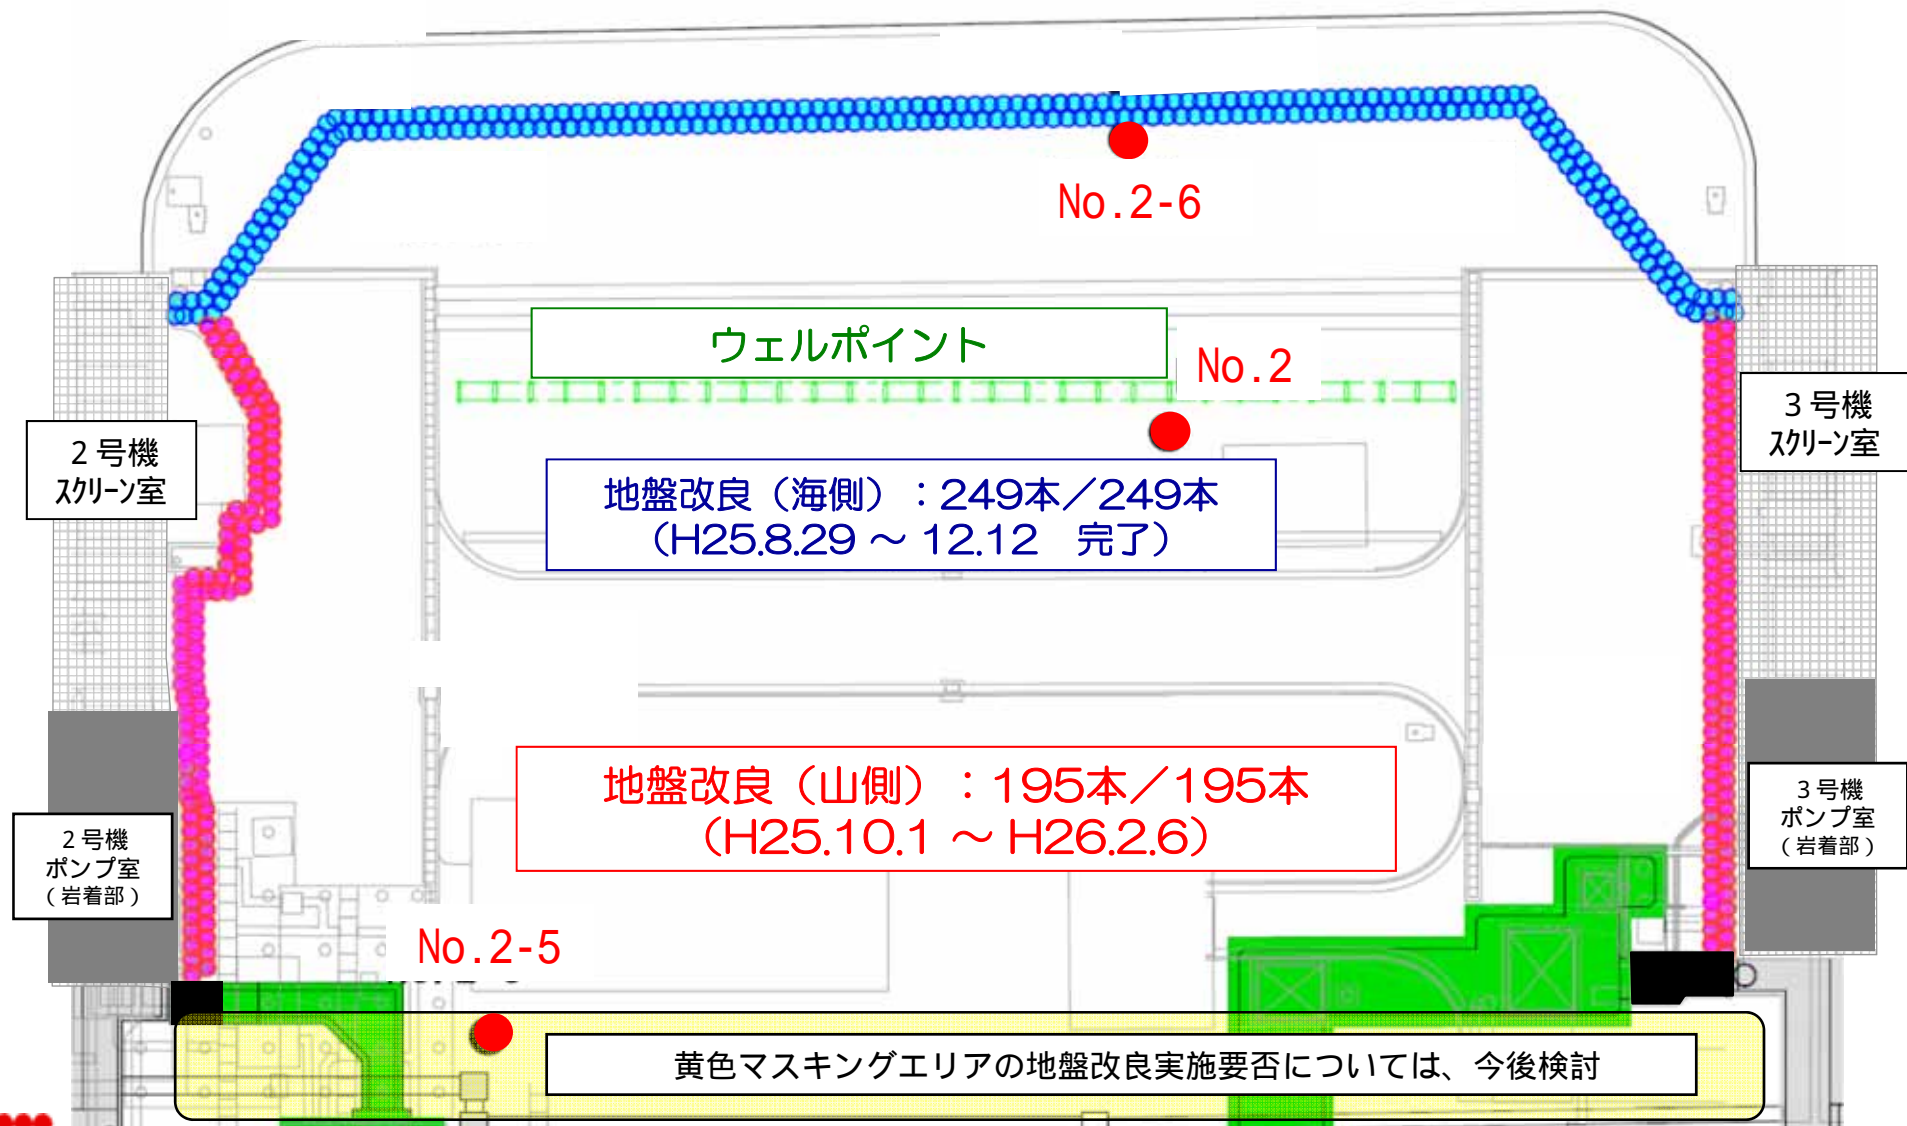 No.2-6
ウェルポイント
No.2
2号機
スクリーン室
3号機
スクリーン室
地盤改良（海側）：249本／249本
（H25.8.29 ～ 12.12　完了）
地盤改良（山側）：195本／195本
（H25.10.1 ～ H26.2.6）
2号機
ポンプ室
（岩着部）
3号機
ポンプ室
（岩着部）
No.2-5
黄色マスキングエリアの地盤改良実施要否については、今後検討